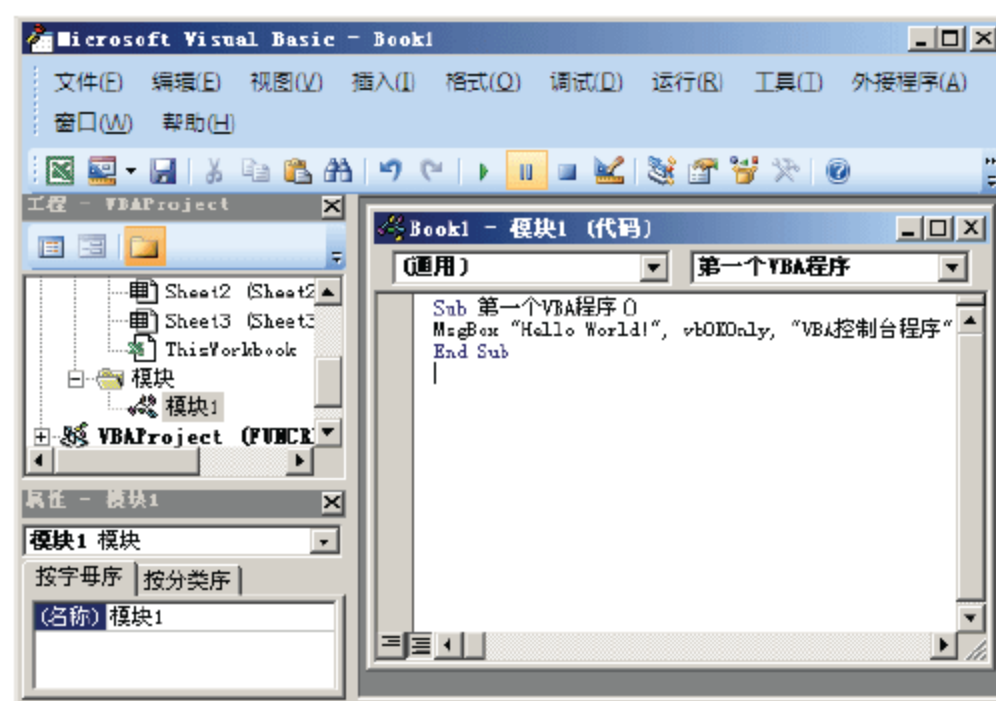 Microsoft Visual Basic - Book1
文件(F) 编辑(E) 视图(V) 插入(I) 格式(O) 调试(D) 运行(R) 工具(T) 外接程序(A)
窗口(W) 帮助(H)
工程 - VBAProject
Sheet2 (Sheet2
Sheet3 (Sheet3
ThisWorkbook
模块
模块1
VBAProject (FUNCR
属性 - 模块1
模块1 模块
按字母序 按分类序
(名称) 模块1
Book1 - 模块1 (代码)
(通用) 第一个VBA程序
Sub 第一个VBA程序()
MsgBox "Hello World!", vbOKOnly, "VBA控制台程序"
End Sub